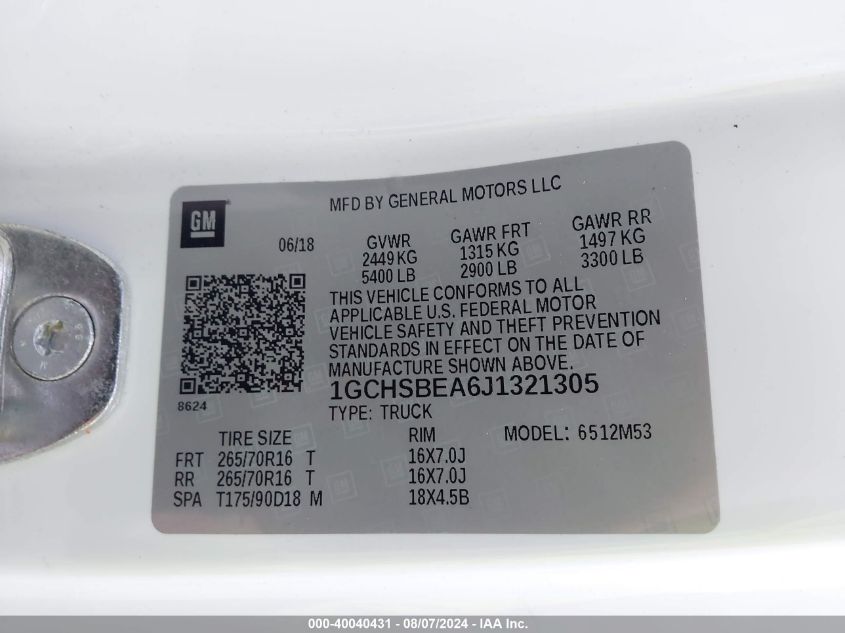 MFD BY GENERAL MOTORS LLC
GM
06/18
GVWR GAWR FRT GAWR RR
2449 KG 1315 KG 1497 KG
5400 LB 2900 LB 3300 LB
THIS VEHICLE CONFORMS TO ALL
APPLICABLE U.S. FEDERAL MOTOR
VEHICLE SAFETY AND THEFT PREVENTION
STANDARDS IN EFFECT ON THE DATE OF
MANUFACTURE SHOWN ABOVE.
8624
1GCHSBEA6J1321305
TYPE: TRUCK
TIRE SIZE RIM MODEL: 6512M53
FRT 265/70R16 T 16X7.0J
RR 265/70R16 T 16X7.0J
SPA T175/90D18 M 18X4.5B
000-40040431 - 08/07/2024 - IAA Inc.